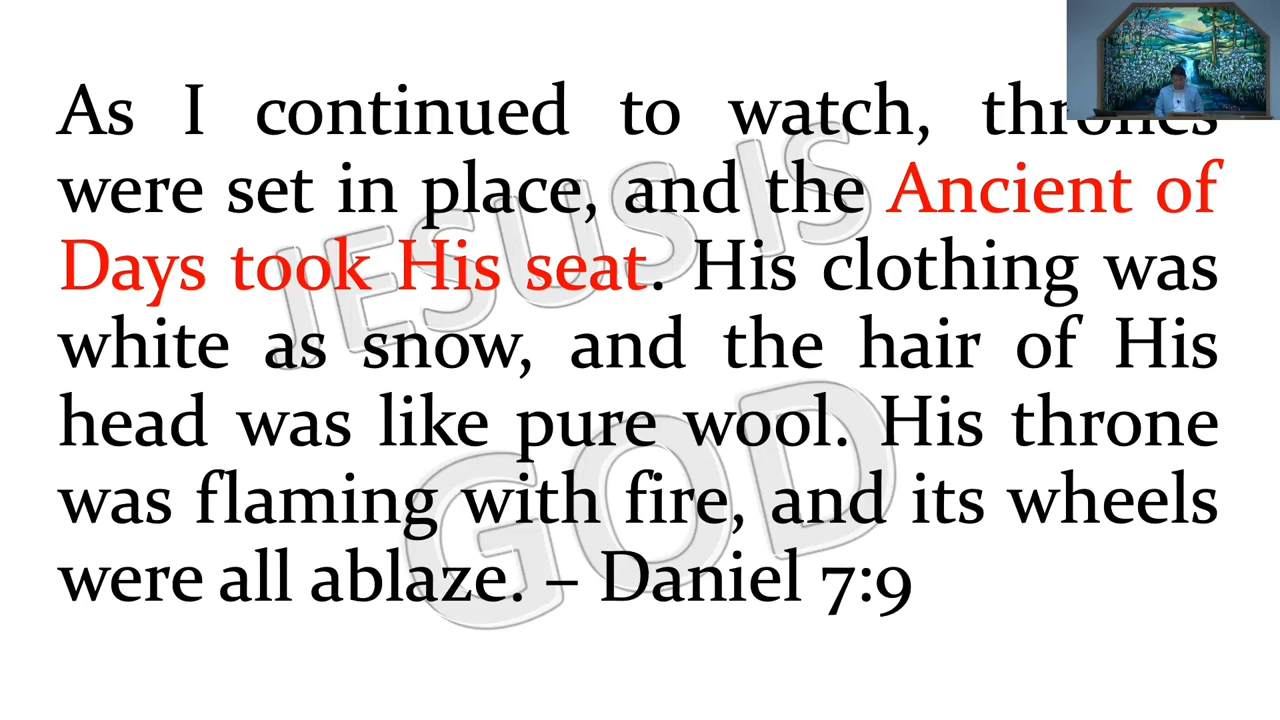 As I continued to watch, thrones
were set in place, and the Ancient of
Days took His seat. His clothing was
white as snow, and the hair of His
head was like pure wool. His throne
was flaming with fire, and its wheels
were all ablaze. – Daniel 7:9
JESUS IS
GOD